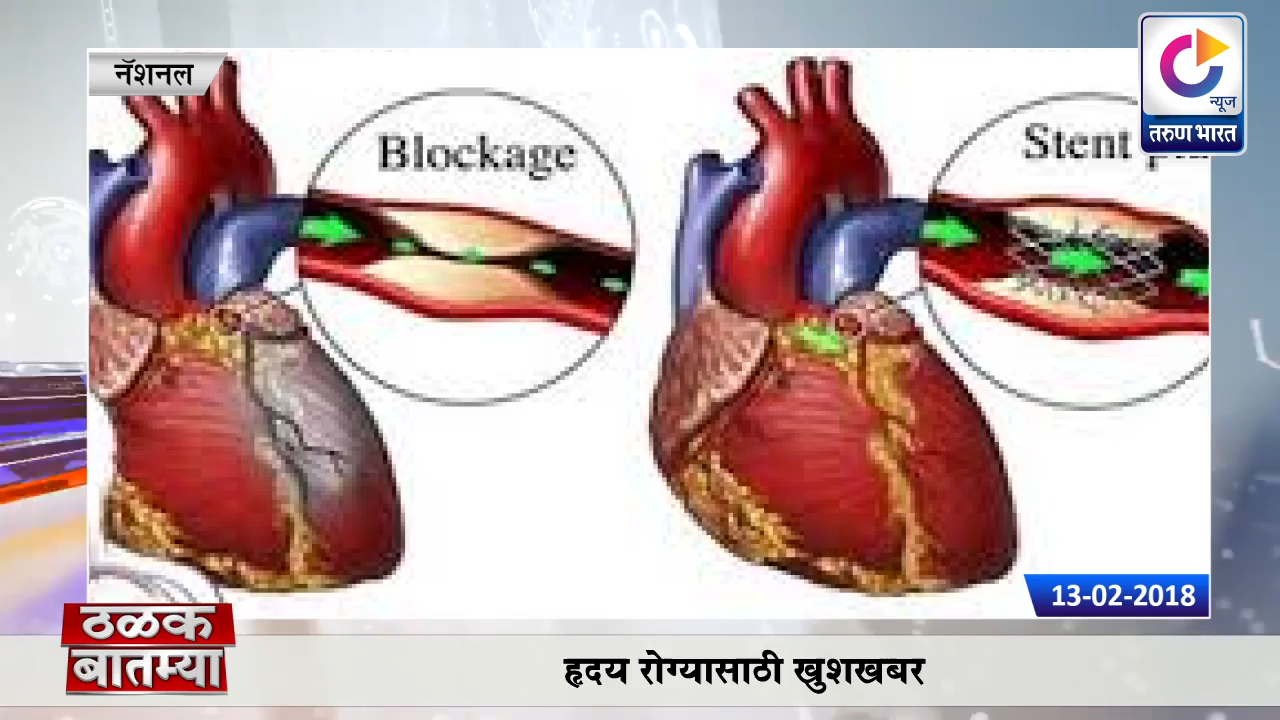 नॅशनल
न्यूज
तरुण भारत
Blockage
Stent
13-02-2018
ठळक
बातम्या
हृदय रोग्यासाठी खुशखबर